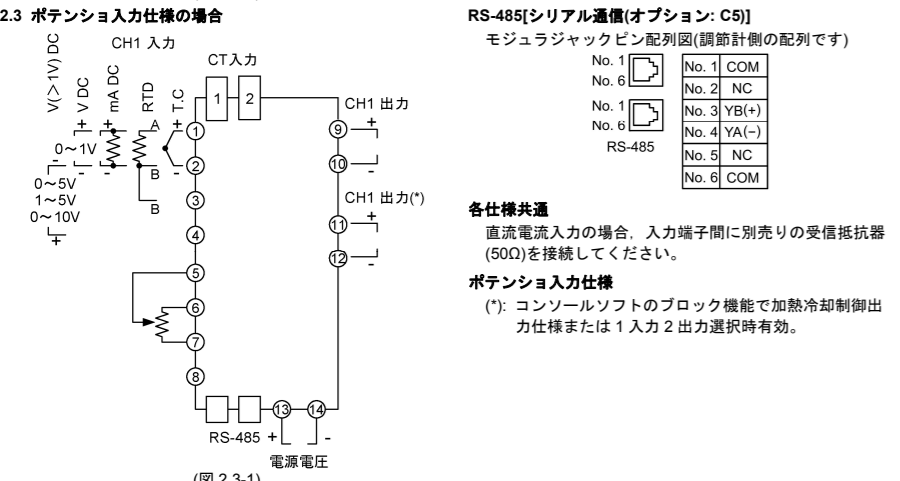 2.3 ポテンショ入力仕様の場合
CH1 入力
V(＞1V) DC
V DC
mA DC
RTD
T.C
CT入力
1 2
+ + A +
0～1V
- - - B -
0～5V
1～5V
0～10V
+
B
①
②
③
④
⑤
⑥
⑦
⑧
CH1 出力
⑨ +
⑩ -
CH1 出力(*)
⑪ +
⑫ -
⑬ ⑭
RS-485 + -
電源電圧
(図 2.3-1)
RS-485[シリアル通信(オプション: C5)]
モジュラジャックピン配列図(調節計側の配列です)
No. 1
No. 6
No. 1
No. 6
RS-485
No. 1 COM
No. 2 NC
No. 3 YB(+)
No. 4 YA(−)
No. 5 NC
No. 6 COM
各仕様共通
直流電流入力の場合，入力端子間に別売りの受信抵抗器
(50Ω)を接続してください。
ポテンショ入力仕様
(*): コンソールソフトのブロック機能で加熱冷却制御出
力仕様または 1 入力 2 出力選択時有効。